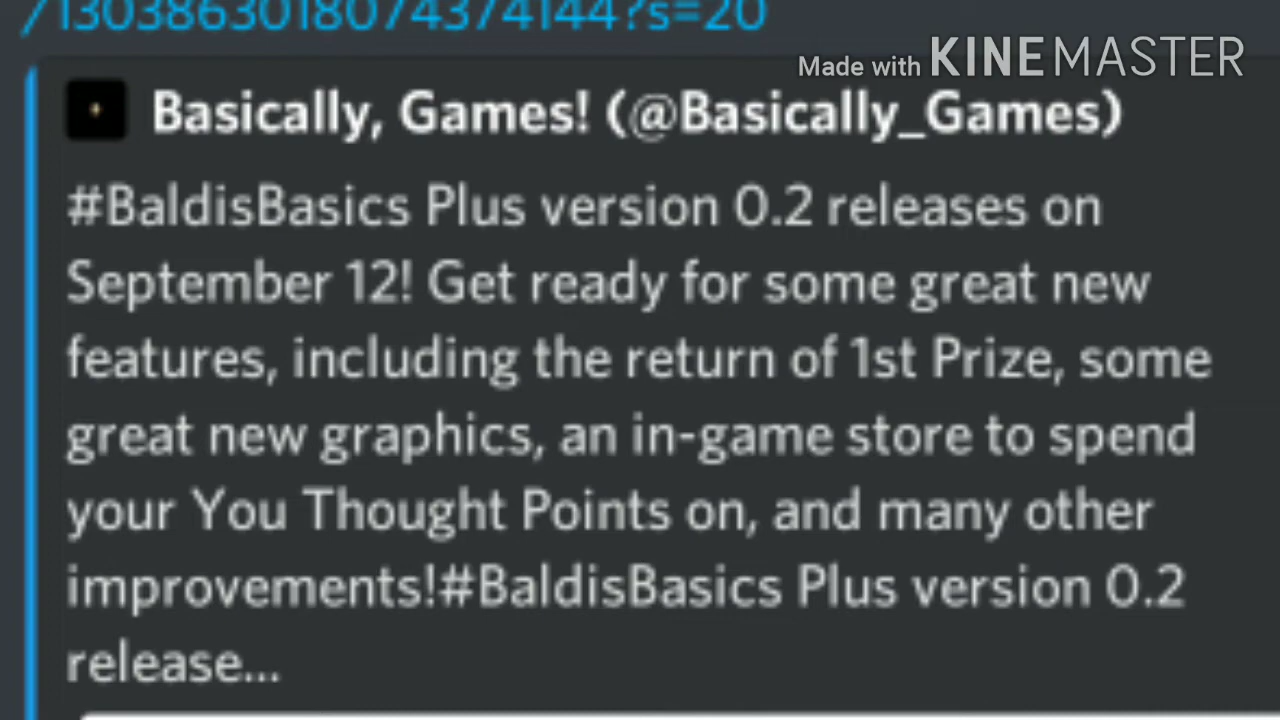 /1303863018074374144?s=20
Made with KINEMASTER
Basically, Games! (@Basically_Games)
#BaldisBasics Plus version 0.2 releases on
September 12! Get ready for some great new
features, including the return of 1st Prize, some
great new graphics, an in-game store to spend
your You Thought Points on, and many other
improvements!#BaldisBasics Plus version 0.2
release...